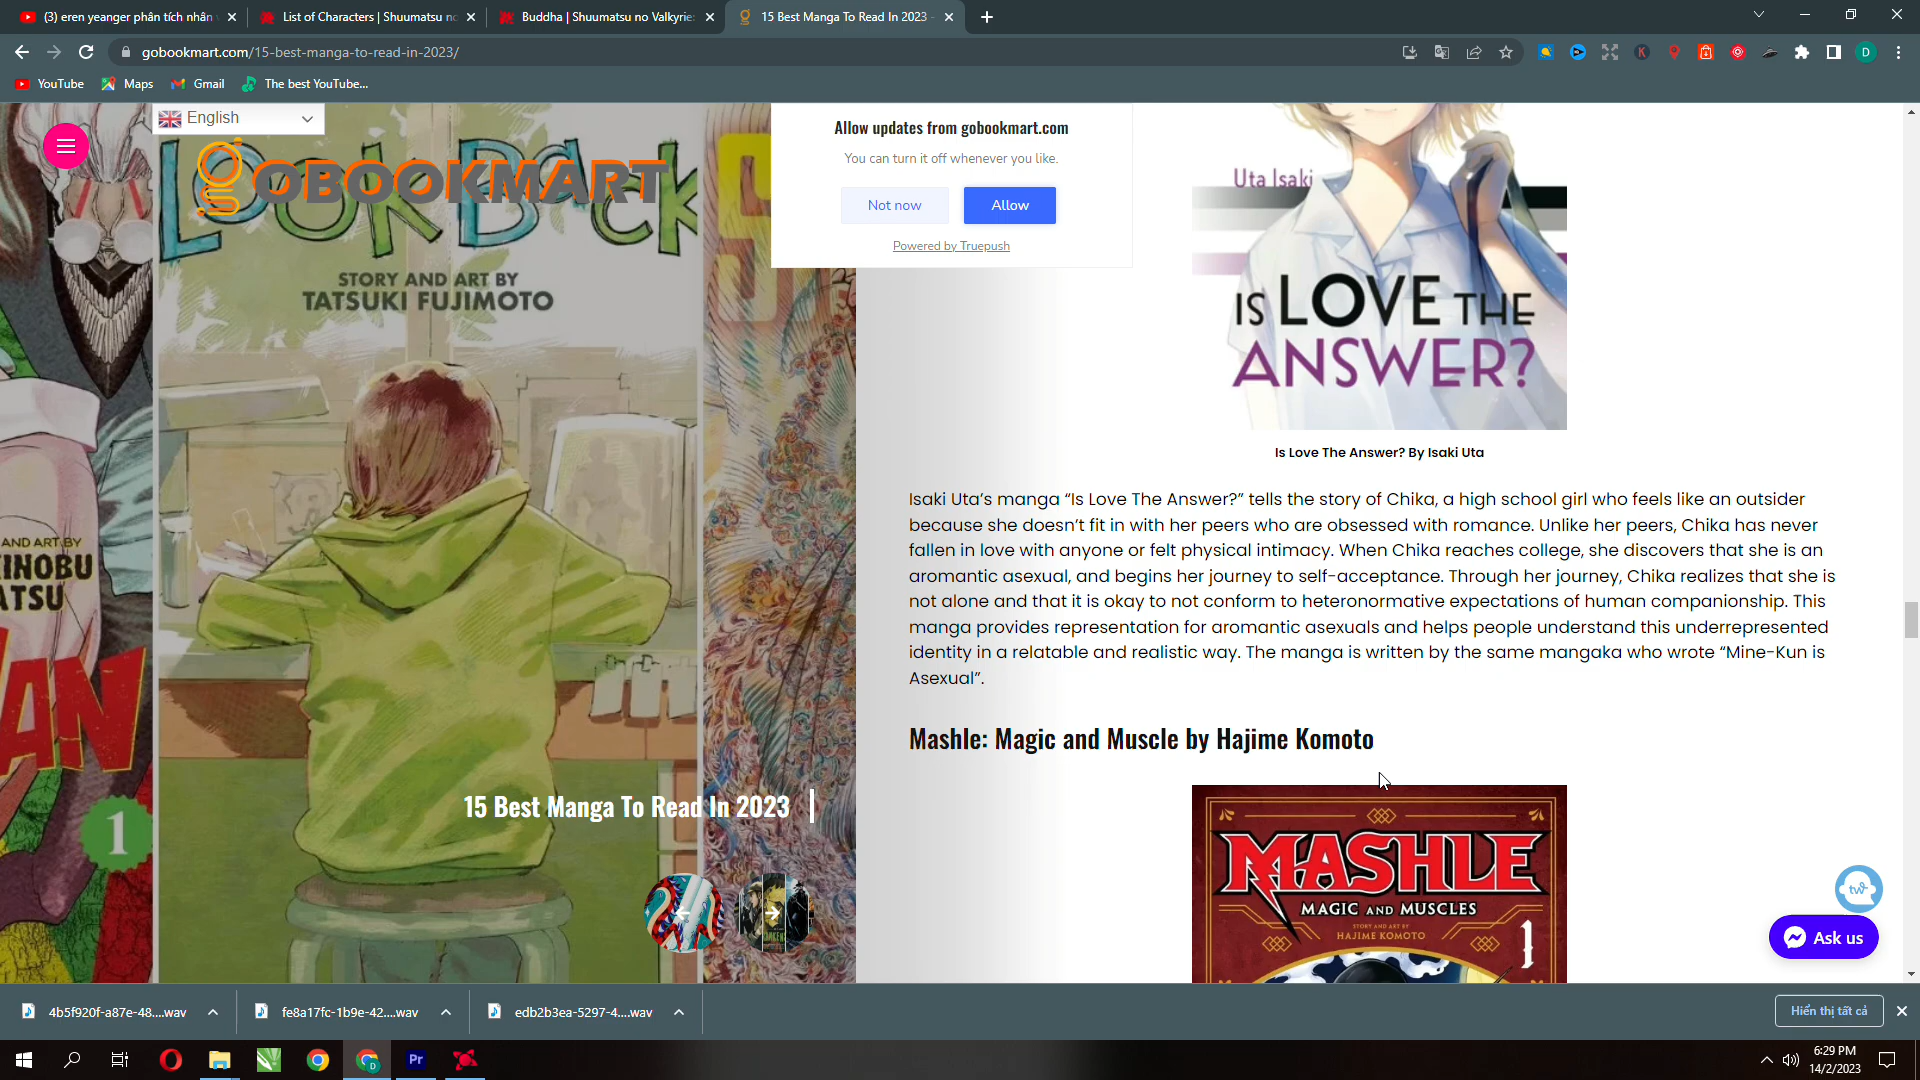 (3) eren yeanger phân tích nhân
List of Characters | Shuumatsu no
Buddha | Shuumatsu no Valkyrie:
15 Best Manga To Read In 2023 -
gobookmart.com/15-best-manga-to-read-in-2023/
K
D
YouTube
Maps
Gmail
The best YouTube...
English
LOOK BACK
GOBOOKMART
STORY AND ART BY
TATSUKI FUJIMOTO
AND ART BY
1
15 Best Manga To Read In 2023
Allow updates from gobookmart.com
You can turn it off whenever you like.
Not now
Allow
Powered by Truepush
Uta Isaki
IS LOVE THE
ANSWER?
Is Love The Answer? By Isaki Uta
Isaki Uta’s manga “Is Love The Answer?” tells the story of Chika, a high school girl who feels like an outsider
because she doesn’t fit in with her peers who are obsessed with romance. Unlike her peers, Chika has never
fallen in love with anyone or felt physical intimacy. When Chika reaches college, she discovers that she is an
aromantic asexual, and begins her journey to self-acceptance. Through her journey, Chika realizes that she is
not alone and that it is okay to not conform to heteronormative expectations of human companionship. This
manga provides representation for aromantic asexuals and helps people understand this underrepresented
identity in a relatable and realistic way. The manga is written by the same mangaka who wrote “Mine-Kun is
Asexual”.
Mashle: Magic and Muscle by Hajime Komoto
MASHLE
MAGIC AND MUSCLES
STORY AND ART BY
HAJIME KOMOTO
1
Ask us
4b5f920f-a87e-48....wav
fe8a17fc-1b9e-42....wav
edb2b3ea-5297-4....wav
Hiển thị tất cả
Pr
6:29 PM
14/2/2023